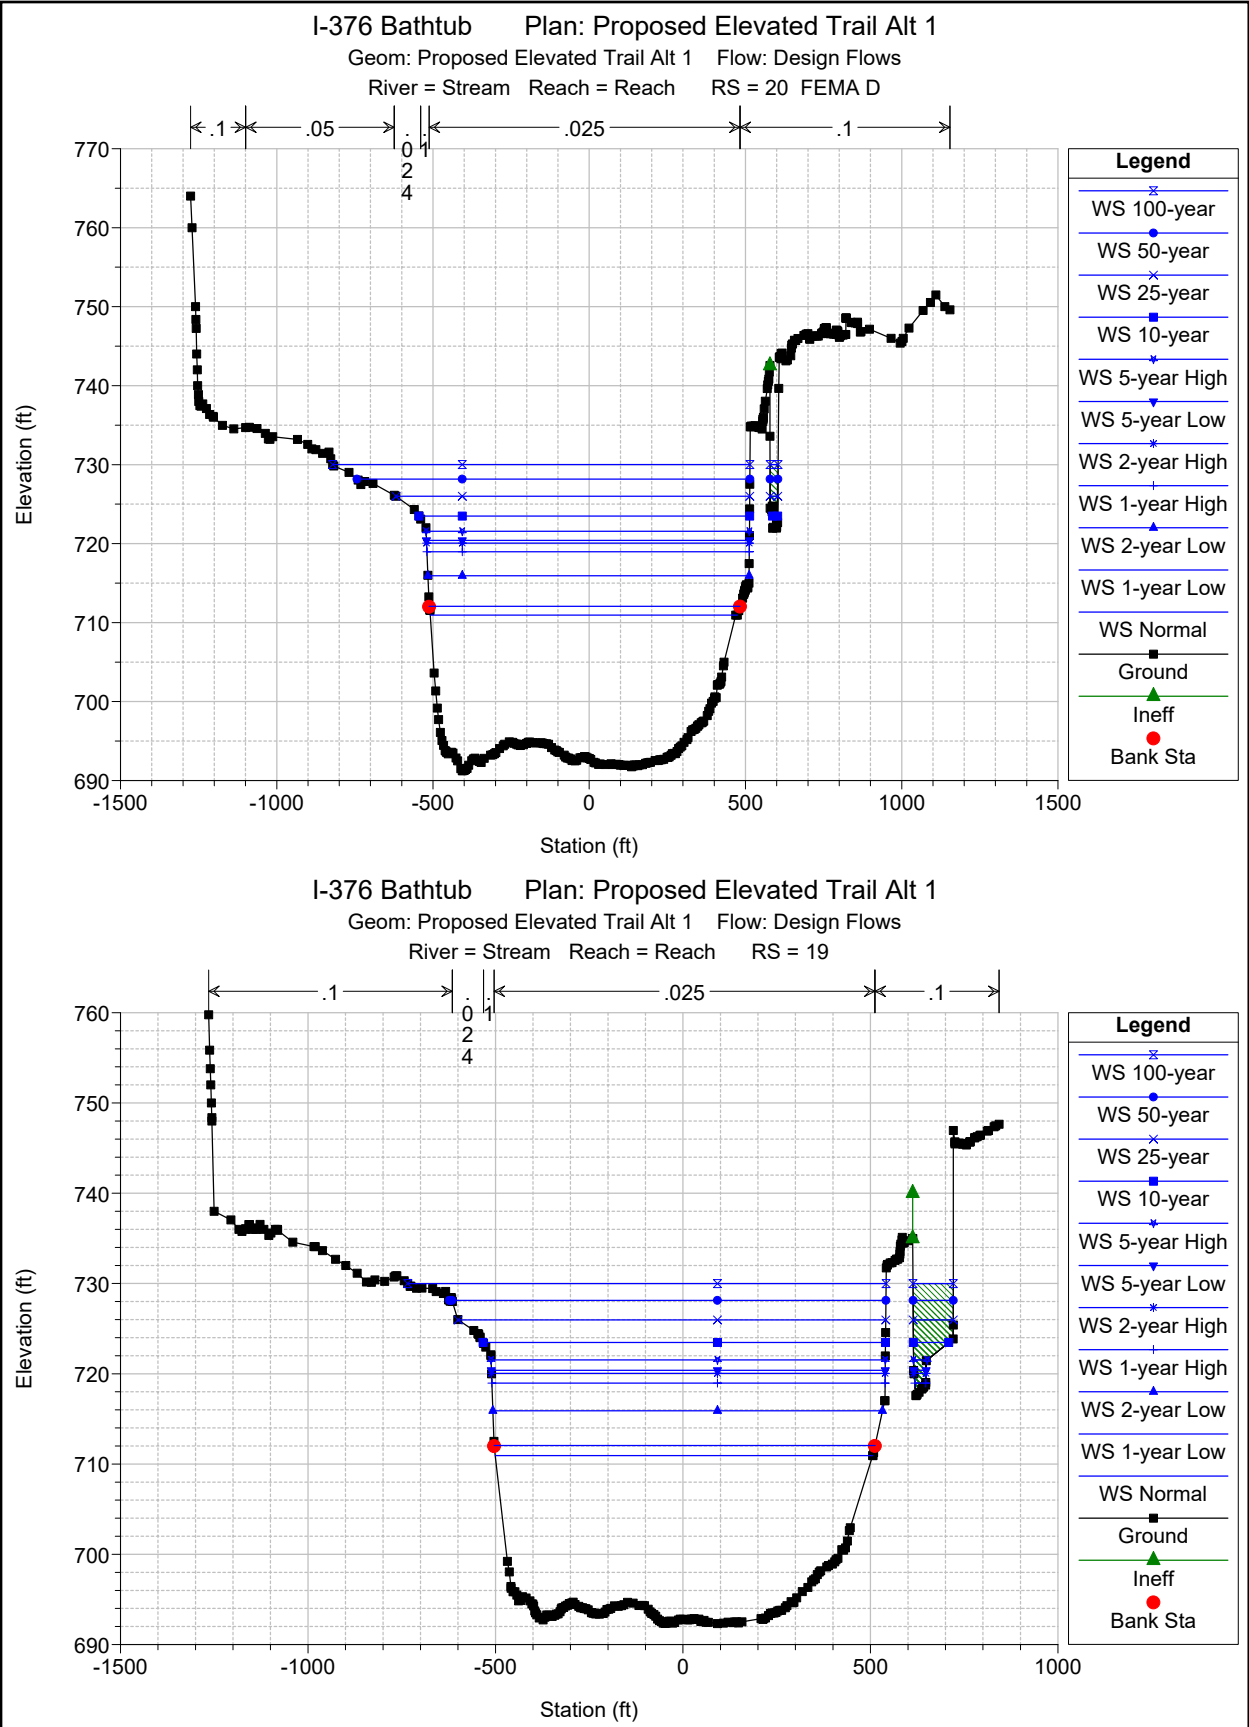 I-376 Bathtub Plan: Proposed Elevated Trail Alt 1
Geom: Proposed Elevated Trail Alt 1 Flow: Design Flows
River = Stream Reach = Reach RS = 20 FEMA D
.1 .05 .024 .1 .025 .1
Elevation (ft)
770
760
750
740
730
720
710
700
690
-1500 -1000 -500 0 500 1000 1500
Station (ft)
Legend
WS 100-year
WS 50-year
WS 25-year
WS 10-year
WS 5-year High
WS 5-year Low
WS 2-year High
WS 1-year High
WS 2-year Low
WS 1-year Low
WS Normal
Ground
Ineff
Bank Sta
I-376 Bathtub Plan: Proposed Elevated Trail Alt 1
Geom: Proposed Elevated Trail Alt 1 Flow: Design Flows
River = Stream Reach = Reach RS = 19
.1 .024 .1 .025 .1
Elevation (ft)
760
750
740
730
720
710
700
690
-1500 -1000 -500 0 500 1000
Station (ft)
Legend
WS 100-year
WS 50-year
WS 25-year
WS 10-year
WS 5-year High
WS 5-year Low
WS 2-year High
WS 1-year High
WS 2-year Low
WS 1-year Low
WS Normal
Ground
Ineff
Bank Sta